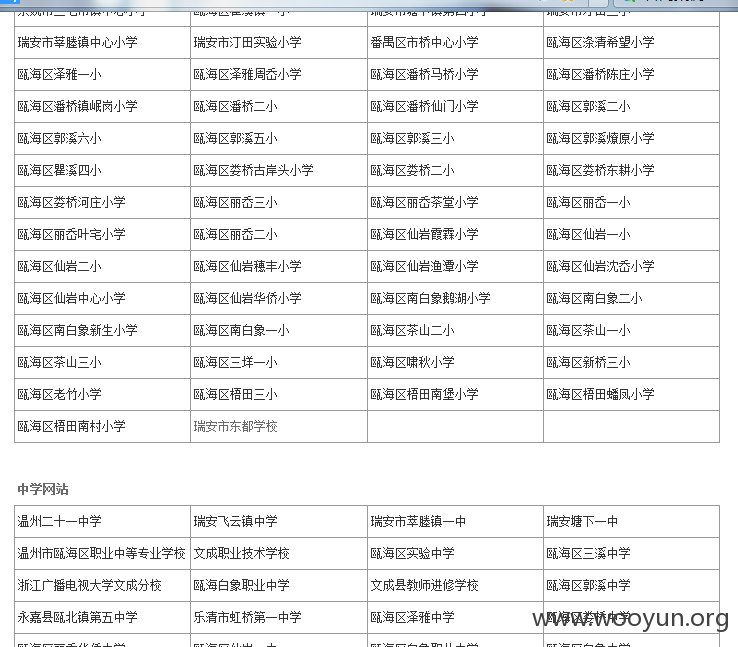 瑞安市莘塍镇中心小学 瑞安市汀田实验小学 番禺区市桥中心小学 瓯海区涤清希望小学
瓯海区泽雅一小 瓯海区泽雅周岙小学 瓯海区潘桥马桥小学 瓯海区潘桥陈庄小学
瓯海区潘桥镇岷岗小学 瓯海区潘桥二小 瓯海区潘桥仙门小学 瓯海区郭溪二小
瓯海区郭溪六小 瓯海区郭溪五小 瓯海区郭溪三小 瓯海区郭溪燎原小学
瓯海区瞿溪四小 瓯海区娄桥古岸头小学 瓯海区娄桥二小 瓯海区娄桥东耕小学
瓯海区娄桥河庄小学 瓯海区丽岙三小 瓯海区丽岙茶堂小学 瓯海区丽岙一小
瓯海区丽岙叶宅小学 瓯海区丽岙二小 瓯海区仙岩霞霖小学 瓯海区仙岩一小
瓯海区仙岩二小 瓯海区仙岩穗丰小学 瓯海区仙岩渔潭小学 瓯海区仙岩沈岙小学
瓯海区仙岩中心小学 瓯海区仙岩华侨小学 瓯海区南白象鹅湖小学 瓯海区南白象二小
瓯海区南白象新生小学 瓯海区南白象一小 瓯海区茶山二小 瓯海区茶山一小
瓯海区茶山三小 瓯海区三垟一小 瓯海区啸秋小学 瓯海区新桥三小
瓯海区老竹小学 瓯海区梧田三小 瓯海区梧田南堡小学 瓯海区梧田蟠凤小学
瓯海区梧田南村小学 瑞安市东都学校
中学网站
温州二十一中学 瑞安飞云镇中学 瑞安市莘塍镇一中 瑞安塘下一中
温州市瓯海区职业中等专业学校 文成职业技术学校 瓯海区实验中学 瓯海区三溪中学
浙江广播电视大学文成分校 瓯海白象职业中学 文成县教师进修学校 瓯海区郭溪中学
永嘉县瓯北镇第五中学 乐清市虹桥第一中学 瓯海区泽雅中学 瓯海区娄桥中学
www.wooyun.org